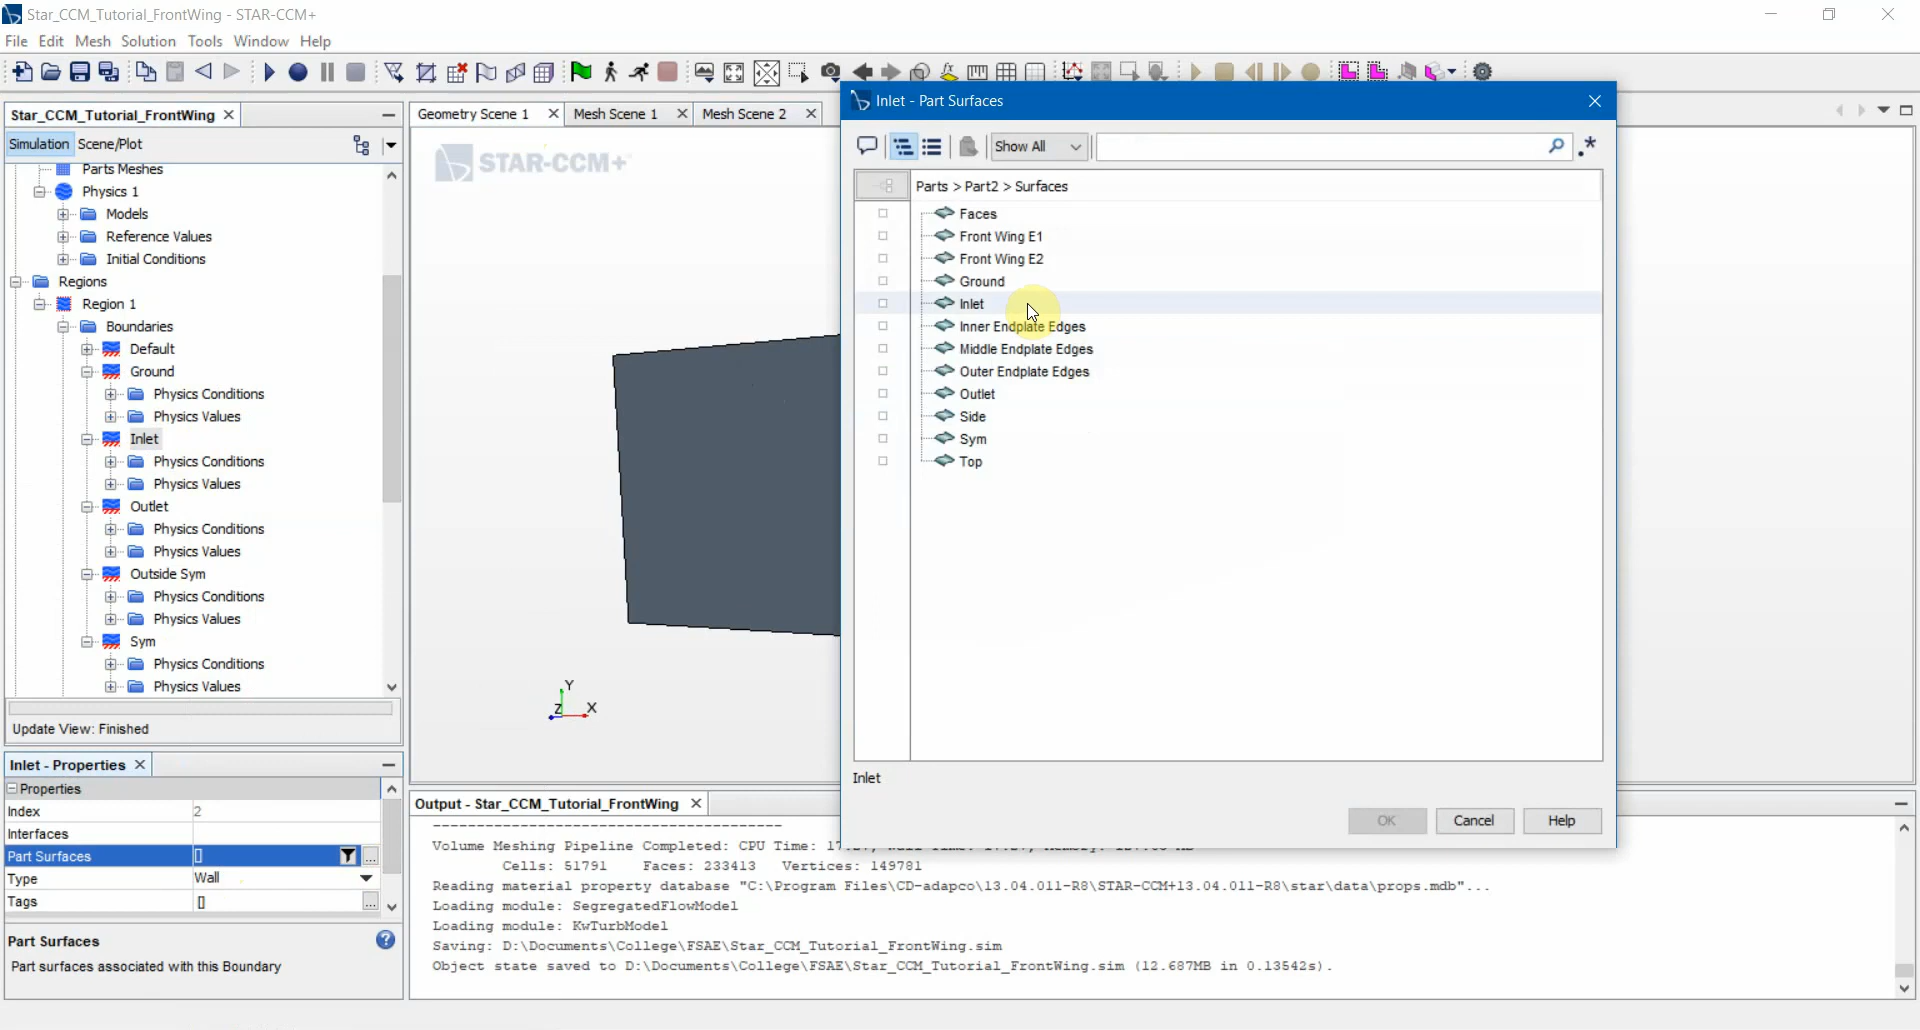 Star_CCM_Tutorial_FrontWing - STAR-CCM+
File Edit Mesh Solution Tools Window Help
Star_CCM_Tutorial_FrontWing
Simulation Scene/Plot
Parts Meshes
Physics 1
Models
Reference Values
Initial Conditions
Regions
Region 1
Boundaries
Default
Ground
Physics Conditions
Physics Values
Inlet
Physics Conditions
Physics Values
Outlet
Physics Conditions
Physics Values
Outside Sym
Physics Conditions
Physics Values
Sym
Physics Conditions
Physics Values
Update View: Finished
Inlet - Properties
Properties
Index 2
Interfaces
Part Surfaces []
Type Wall
Tags []
Part Surfaces
Part surfaces associated with this Boundary
Geometry Scene 1 Mesh Scene 1 Mesh Scene 2
STAR-CCM+
Y
Z X
Inlet - Part Surfaces
Show All
Parts > Part2 > Surfaces
Faces
Front Wing E1
Front Wing E2
Ground
Inlet
Inner Endplate Edges
Middle Endplate Edges
Outer Endplate Edges
Outlet
Side
Sym
Top
Inlet
OK Cancel Help
Output - Star_CCM_Tutorial_FrontWing
Volume Meshing Pipeline Completed: CPU Time:
Cells: 51791 Faces: 233413 Vertices: 149781
Reading material property database "C:\Program Files\CD-adapco\13.04.011-R8\STAR-CCM+13.04.011-R8\star\data\props.mdb"...
Loading module: SegregatedFlowModel
Loading module: KwTurbModel
Saving: D:\Documents\College\FSAE\Star_CCM_Tutorial_FrontWing.sim
Object state saved to D:\Documents\College\FSAE\Star_CCM_Tutorial_FrontWing.sim (12.687MB in 0.13542s).